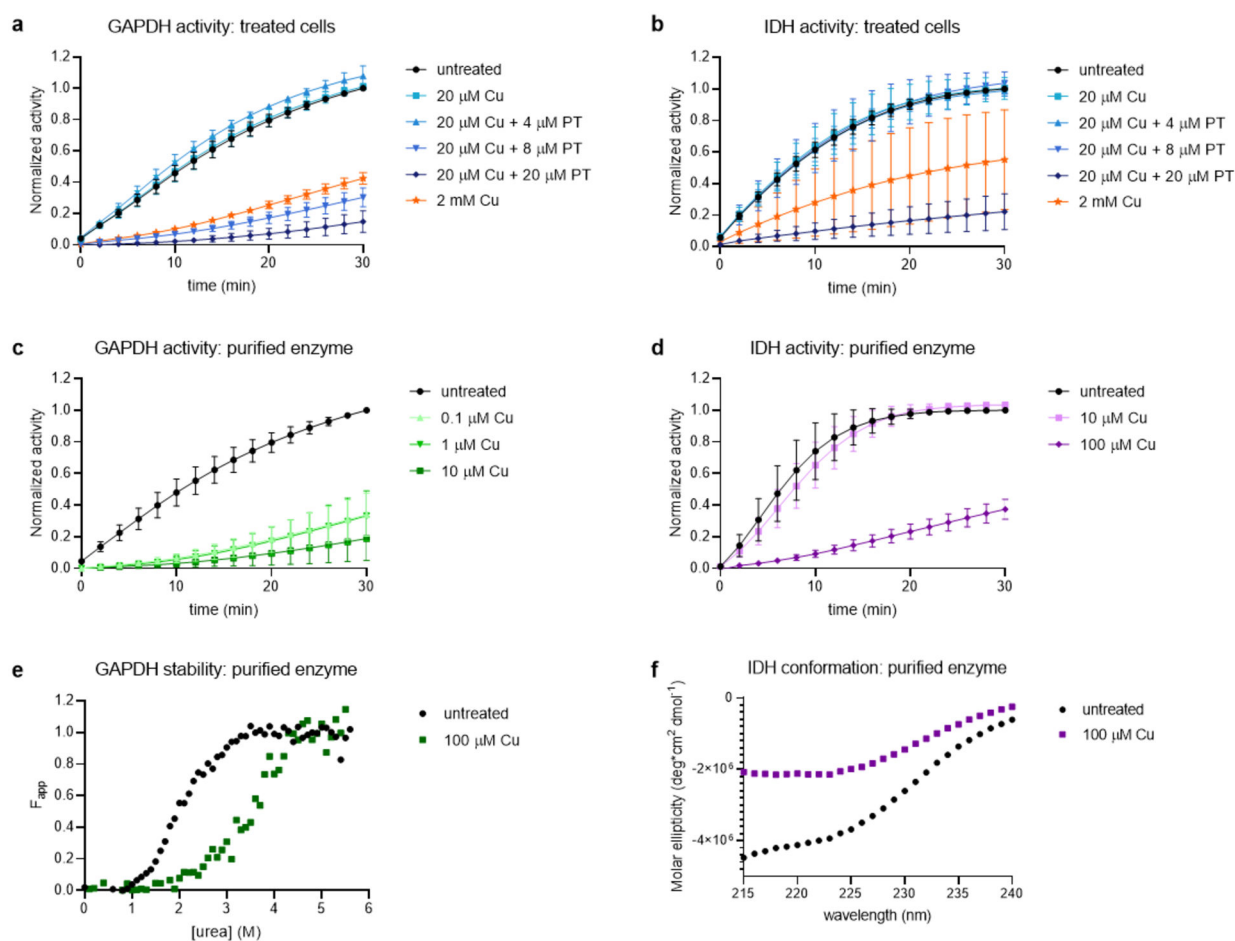 a
GAPDH activity: treated cells
Normalized activity
1.2
1.0
0.8
0.6
0.4
0.2
0.0
0
10
20
30
time (min)
untreated
20 μM Cu
20 μM Cu + 4 μM PT
20 μM Cu + 8 μM PT
20 μM Cu + 20 μM PT
2 mM Cu
b
IDH activity: treated cells
Normalized activity
1.2
1.0
0.8
0.6
0.4
0.2
0.0
0
10
20
30
time (min)
untreated
20 μM Cu
20 μM Cu + 4 μM PT
20 μM Cu + 8 μM PT
20 μM Cu + 20 μM PT
2 mM Cu
c
GAPDH activity: purified enzyme
Normalized activity
1.2
1.0
0.8
0.6
0.4
0.2
0.0
0
10
20
30
time (min)
untreated
0.1 μM Cu
1 μM Cu
10 μM Cu
d
IDH activity: purified enzyme
Normalized activity
1.2
1.0
0.8
0.6
0.4
0.2
0.0
0
10
20
30
time (min)
untreated
10 μM Cu
100 μM Cu
e
GAPDH stability: purified enzyme
Fapp
1.2
1.0
0.8
0.6
0.4
0.2
0.0
0
1
2
3
4
5
6
[urea] (M)
untreated
100 μM Cu
f
IDH conformation: purified enzyme
Molar ellipticity (deg*cm² dmol⁻¹)
0
-2×10⁶
-4×10⁶
215
220
225
230
235
240
wavelength (nm)
untreated
100 μM Cu